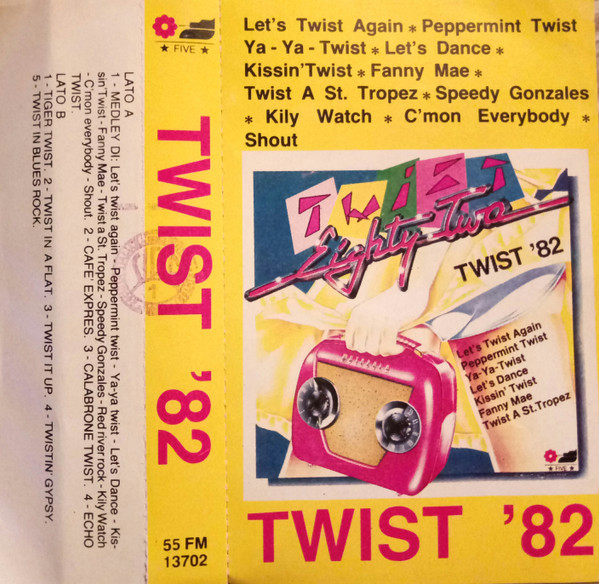 LATO A
1 - MEDLEY DI: Let's twist again - Peppermint twist - Ya-ya twist - Let's Dance - Kis-
sin'Twist - Fanny Mae - Twist a St. Tropez - Speedy Gonzales - Red river rock - Kily Watch
- C'mon everybody - Shout. 2 - CAFE' EXPRES. 3 - CALABRONE TWIST. 4 - ECHO
TWIST.
LATO B
1 - TIGER TWIST. 2 - TWIST IN A FLAT. 3 - TWIST IT UP. 4 - TWISTIN' GYPSY.
5 - TWIST IN BLUES ROCK.
★ FIVE ★
TWIST '82
55 FM
13702
Let's Twist Again * Peppermint Twist
Ya - Ya - Twist * Let's Dance *
Kissin'Twist * Fanny Mae *
Twist A St. Tropez * Speedy Gonzales
* Kily Watch * C'mon Everybody *
Shout
TWIST
Eighty Two
TWIST '82
Let's Twist Again
Peppermint Twist
Ya-Ya-Twist
Let's Dance
Kissin' Twist
Fanny Mae
Twist A St.Tropez
★ FIVE ★
TWIST '82